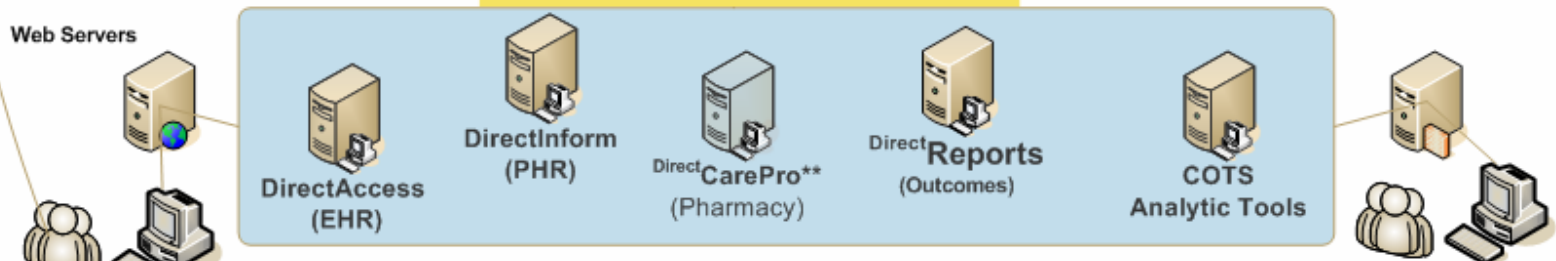 Web Servers
DirectAccess
(EHR)
DirectInform
(PHR)
DirectCarePro**
(Pharmacy)
DirectReports
(Outcomes)
COTS
Analytic Tools